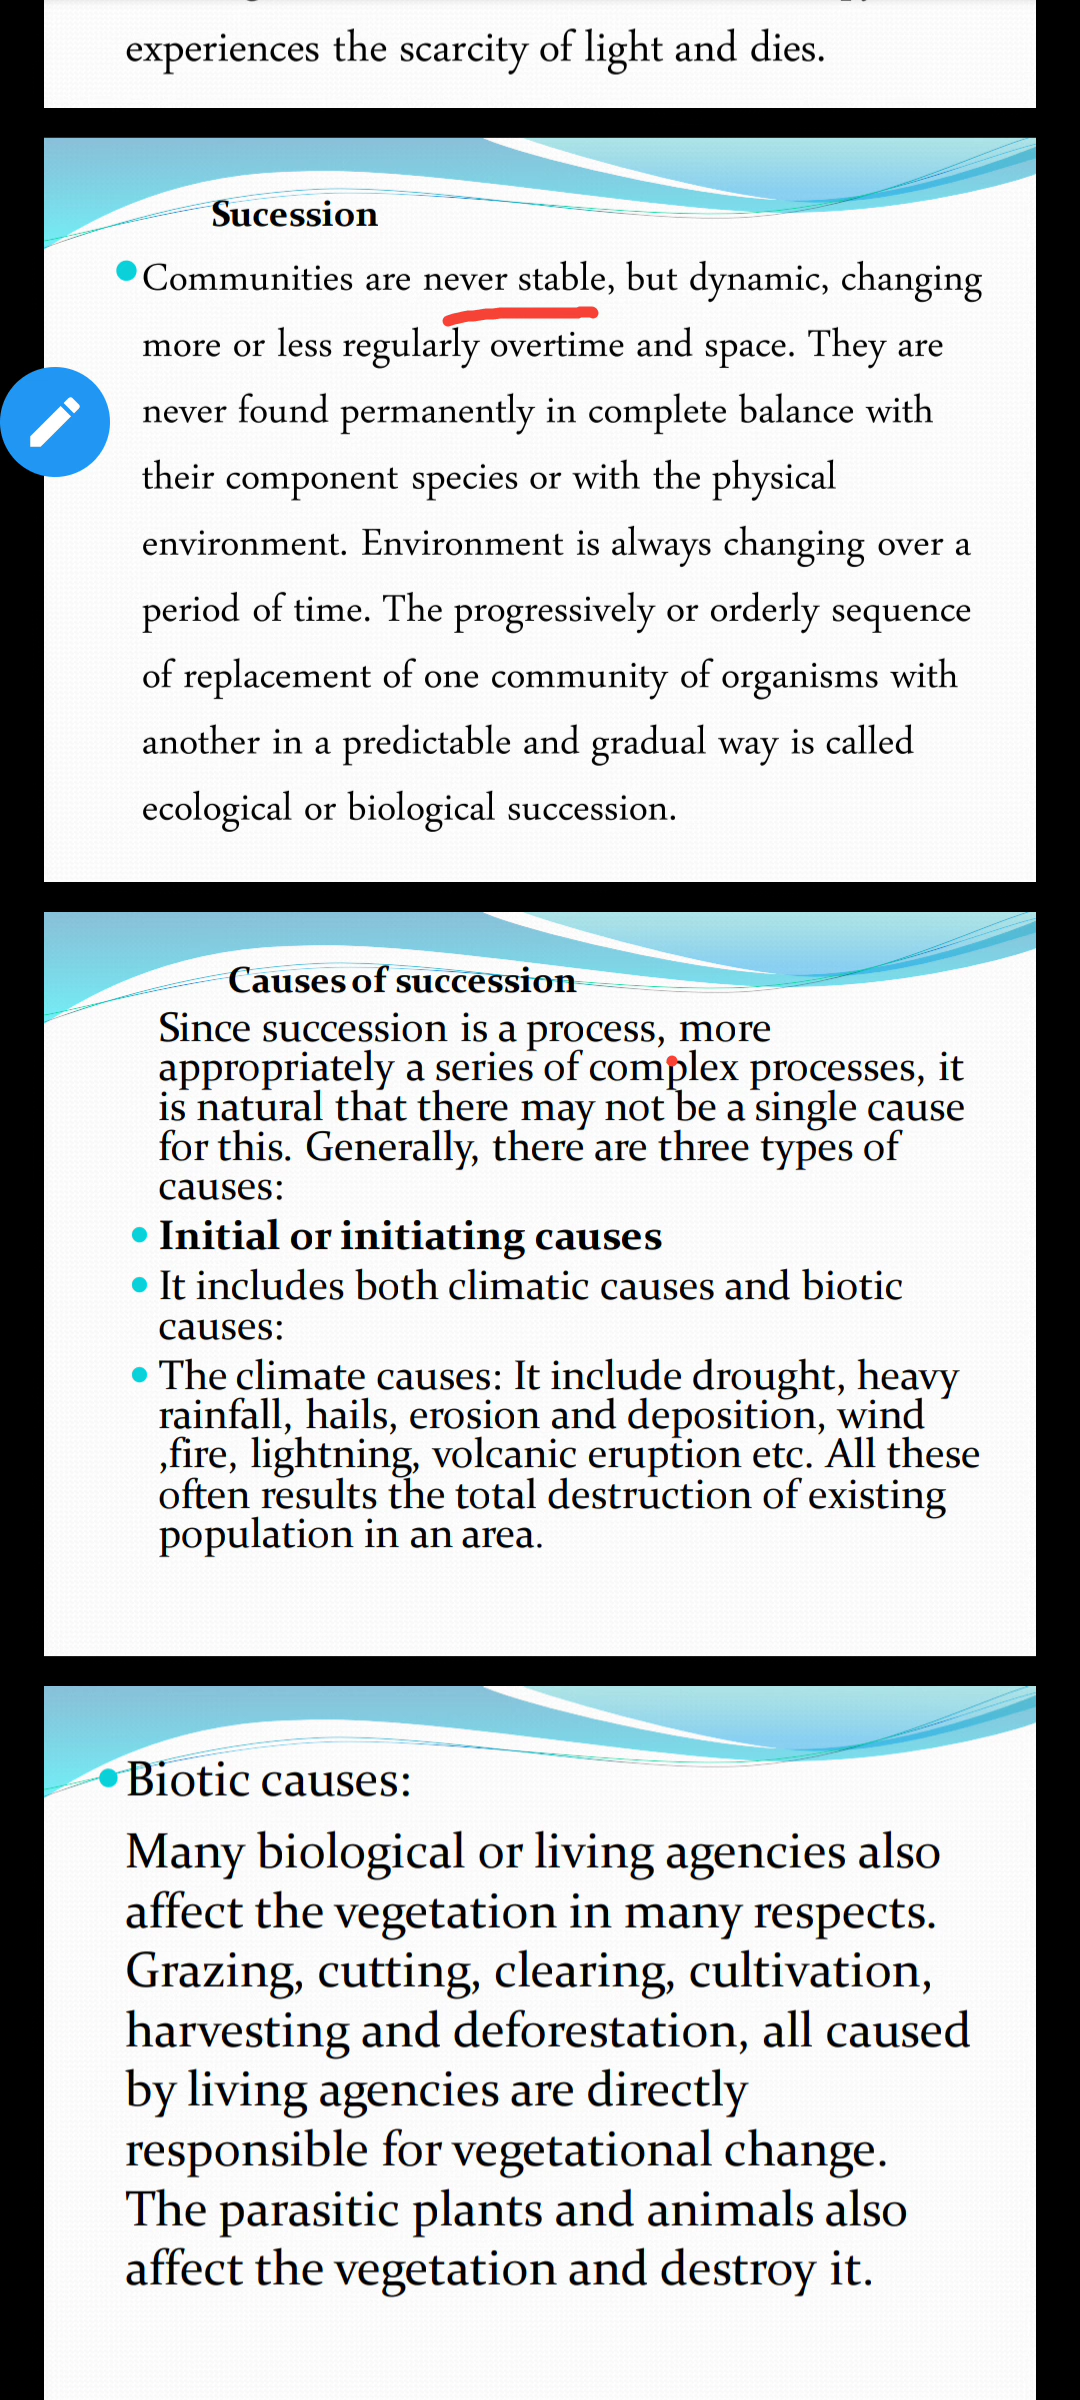 experiences the scarcity of light and dies.
Sucession
Communities are never stable, but dynamic, changing
more or less regularly overtime and space. They are
never found permanently in complete balance with
their component species or with the physical
environment. Environment is always changing over a
period of time. The progressively or orderly sequence
of replacement of one community of organisms with
another in a predictable and gradual way is called
ecological or biological succession.
Causes of succession
Since succession is a process, more
appropriately a series of complex processes, it
is natural that there may not be a single cause
for this. Generally, there are three types of
causes:
Initial or initiating causes
It includes both climatic causes and biotic
causes:
The climate causes: It include drought, heavy
rainfall, hails, erosion and deposition, wind
,fire, lightning, volcanic eruption etc. All these
often results the total destruction of existing
population in an area.
Biotic causes:
Many biological or living agencies also
affect the vegetation in many respects.
Grazing, cutting, clearing, cultivation,
harvesting and deforestation, all caused
by living agencies are directly
responsible for vegetational change.
The parasitic plants and animals also
affect the vegetation and destroy it.